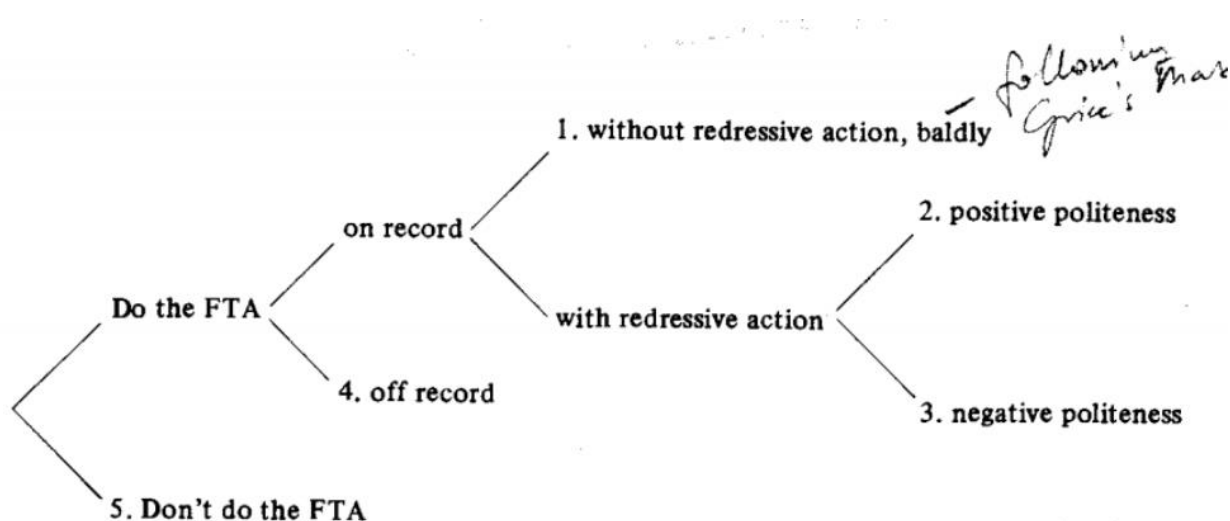 following
Grice's
1. without redressive action, baldly –
2. positive politeness
on record
Do the FTA
with redressive action
4. off record
3. negative politeness
5. Don't do the FTA